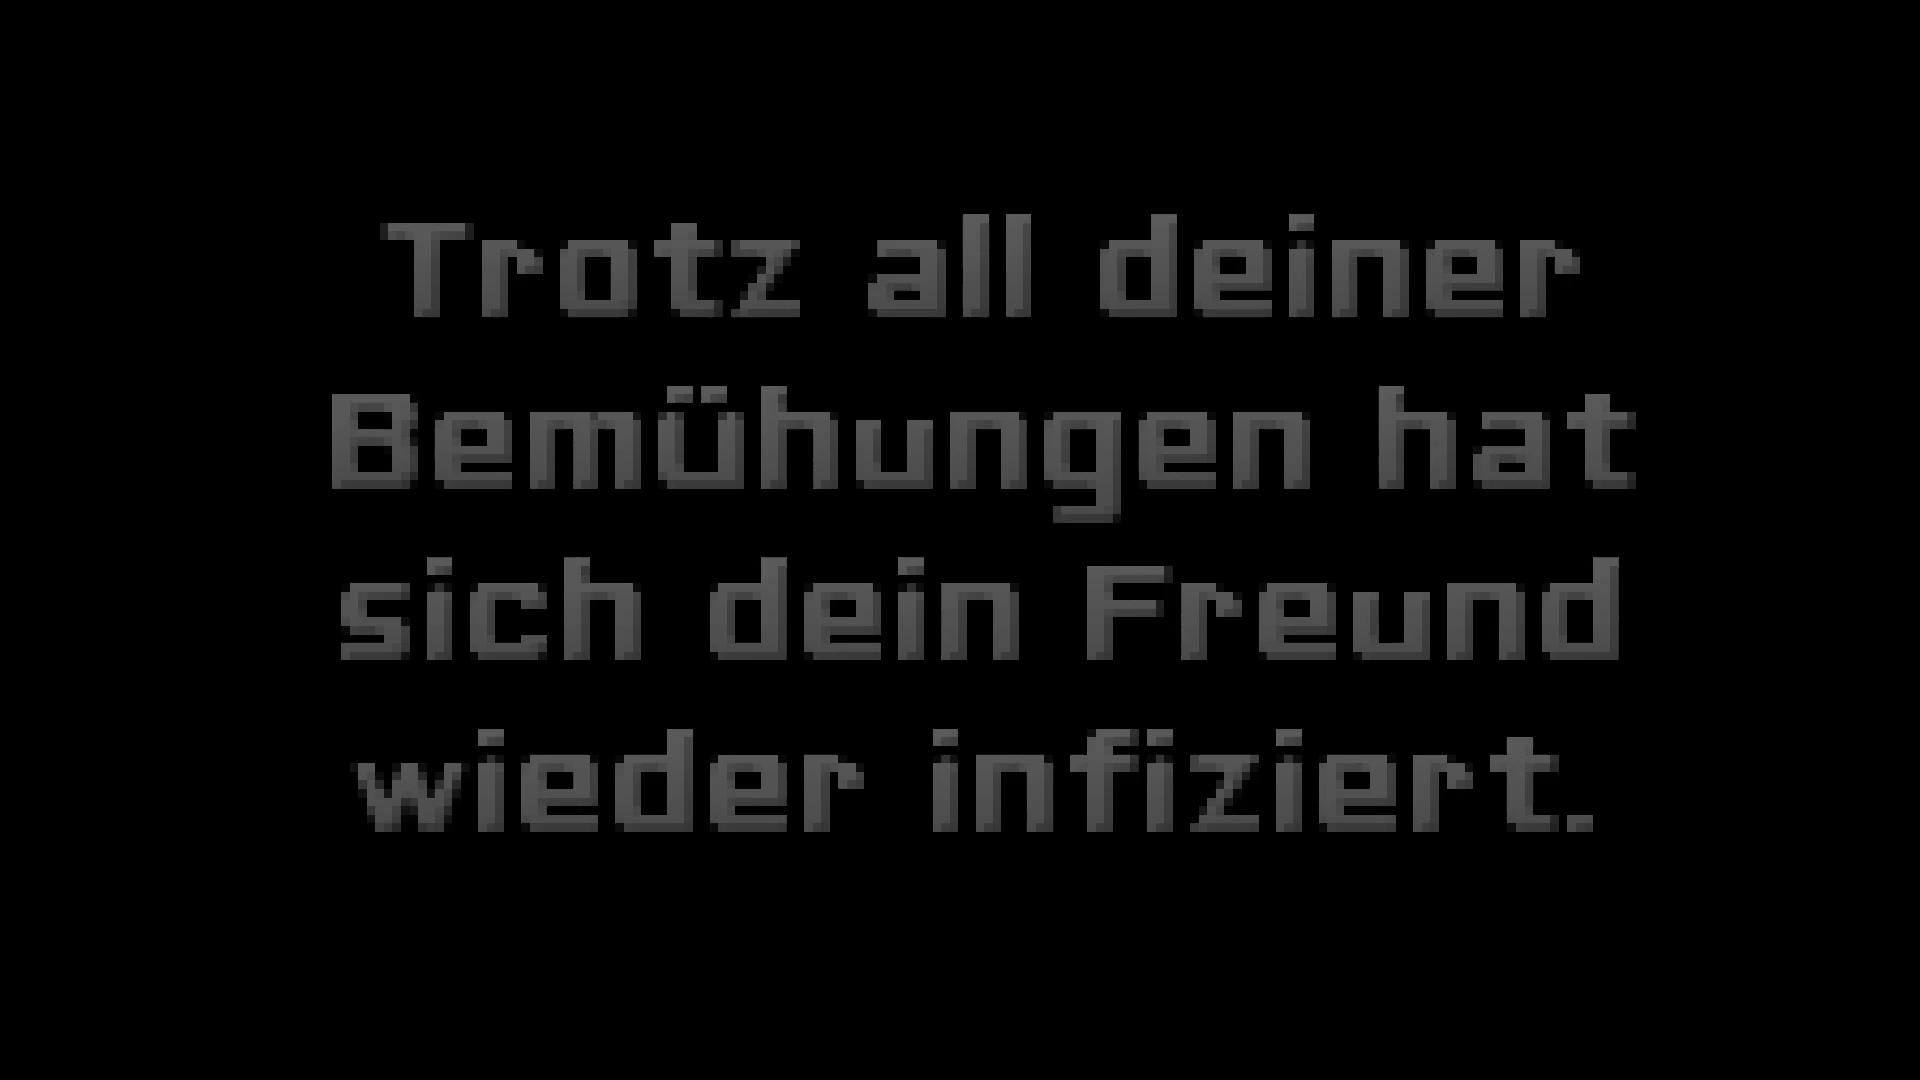 Trotz all deiner
Bemühungen hat
sich dein Freund
wieder infiziert.